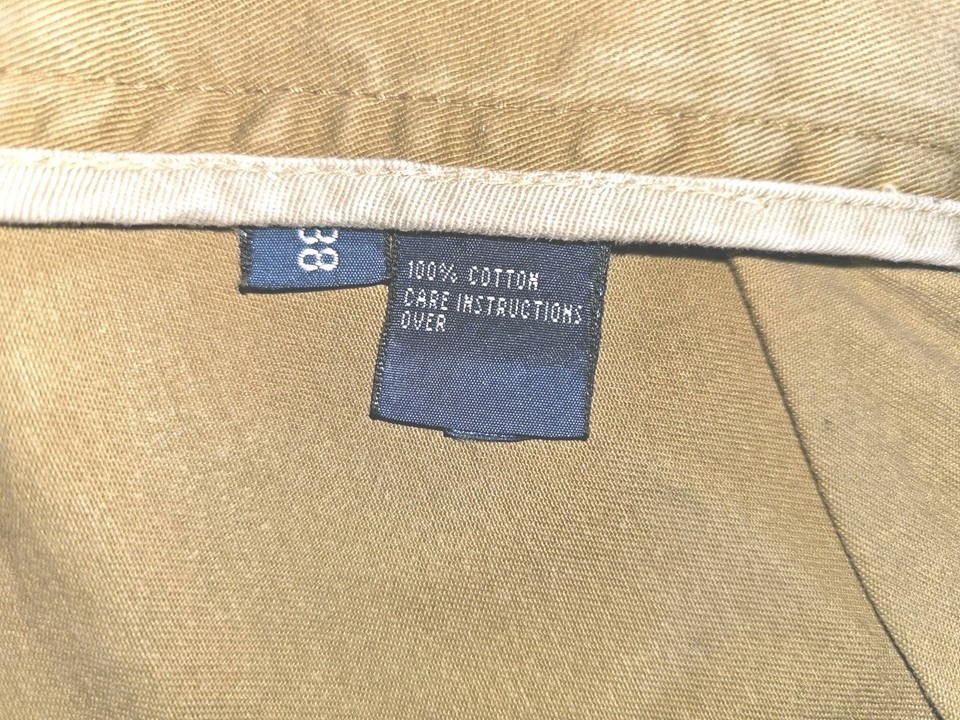 38
100% COTTON
CARE INSTRUCTIONS
OVER